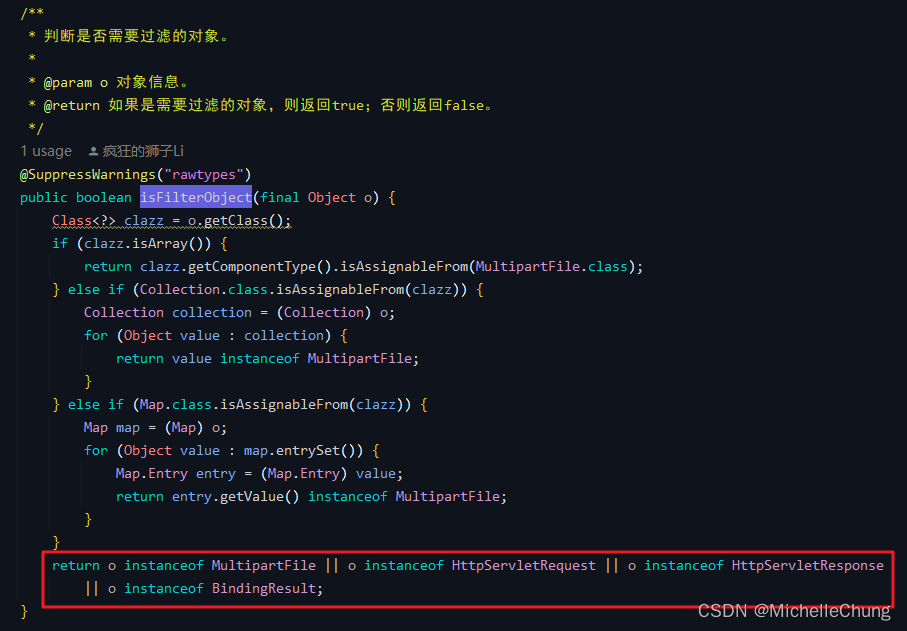 /**
 * 判断是否需要过滤的对象。
 *
 * @param o 对象信息。
 * @return 如果是需要过滤的对象，则返回true；否则返回false。
 */
1 usage 疯狂的狮子Li
@SuppressWarnings("rawtypes")
public boolean isFilterObject(final Object o) {
    Class<?> clazz = o.getClass();
    if (clazz.isArray()) {
        return clazz.getComponentType().isAssignableFrom(MultipartFile.class);
    } else if (Collection.class.isAssignableFrom(clazz)) {
        Collection collection = (Collection) o;
        for (Object value : collection) {
            return value instanceof MultipartFile;
        }
    } else if (Map.class.isAssignableFrom(clazz)) {
        Map map = (Map) o;
        for (Object value : map.entrySet()) {
            Map.Entry entry = (Map.Entry) value;
            return entry.getValue() instanceof MultipartFile;
        }
    }
    return o instanceof MultipartFile || o instanceof HttpServletRequest || o instanceof HttpServletResponse
        || o instanceof BindingResult;
}
CSDN @MichelleChung